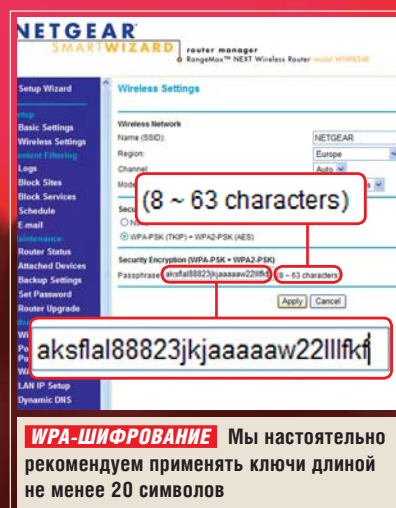 NETGEAR
SMARTWIZARD router manager
RangeMax™ NEXT Wireless Router
Setup Wizard
Wireless Settings
Basic Settings
Wireless Settings
Content Filtering
Logs
Block Sites
Block Services
Schedule
E-mail
Maintenance
Router Status
Attached Devices
Backup Settings
Set Password
Router Upgrade
LAN IP Setup
Dynamic DNS
Wireless Network
Name (SSID): NETGEAR
Region: Europe
Channel: Auto
(8 ~ 63 characters)
WPA-PSK (TKIP) + WPA2-PSK (AES)
Security Encryption (WPA-PSK + WPA2-PSK)
Passphrase: (8 ~ 63 characters)
Apply Cancel
aksflal88823jkjaaaaaw22lllfkf
WPA-ШИФРОВАНИЕ Мы настоятельно
рекомендуем применять ключи длиной
не менее 20 символов